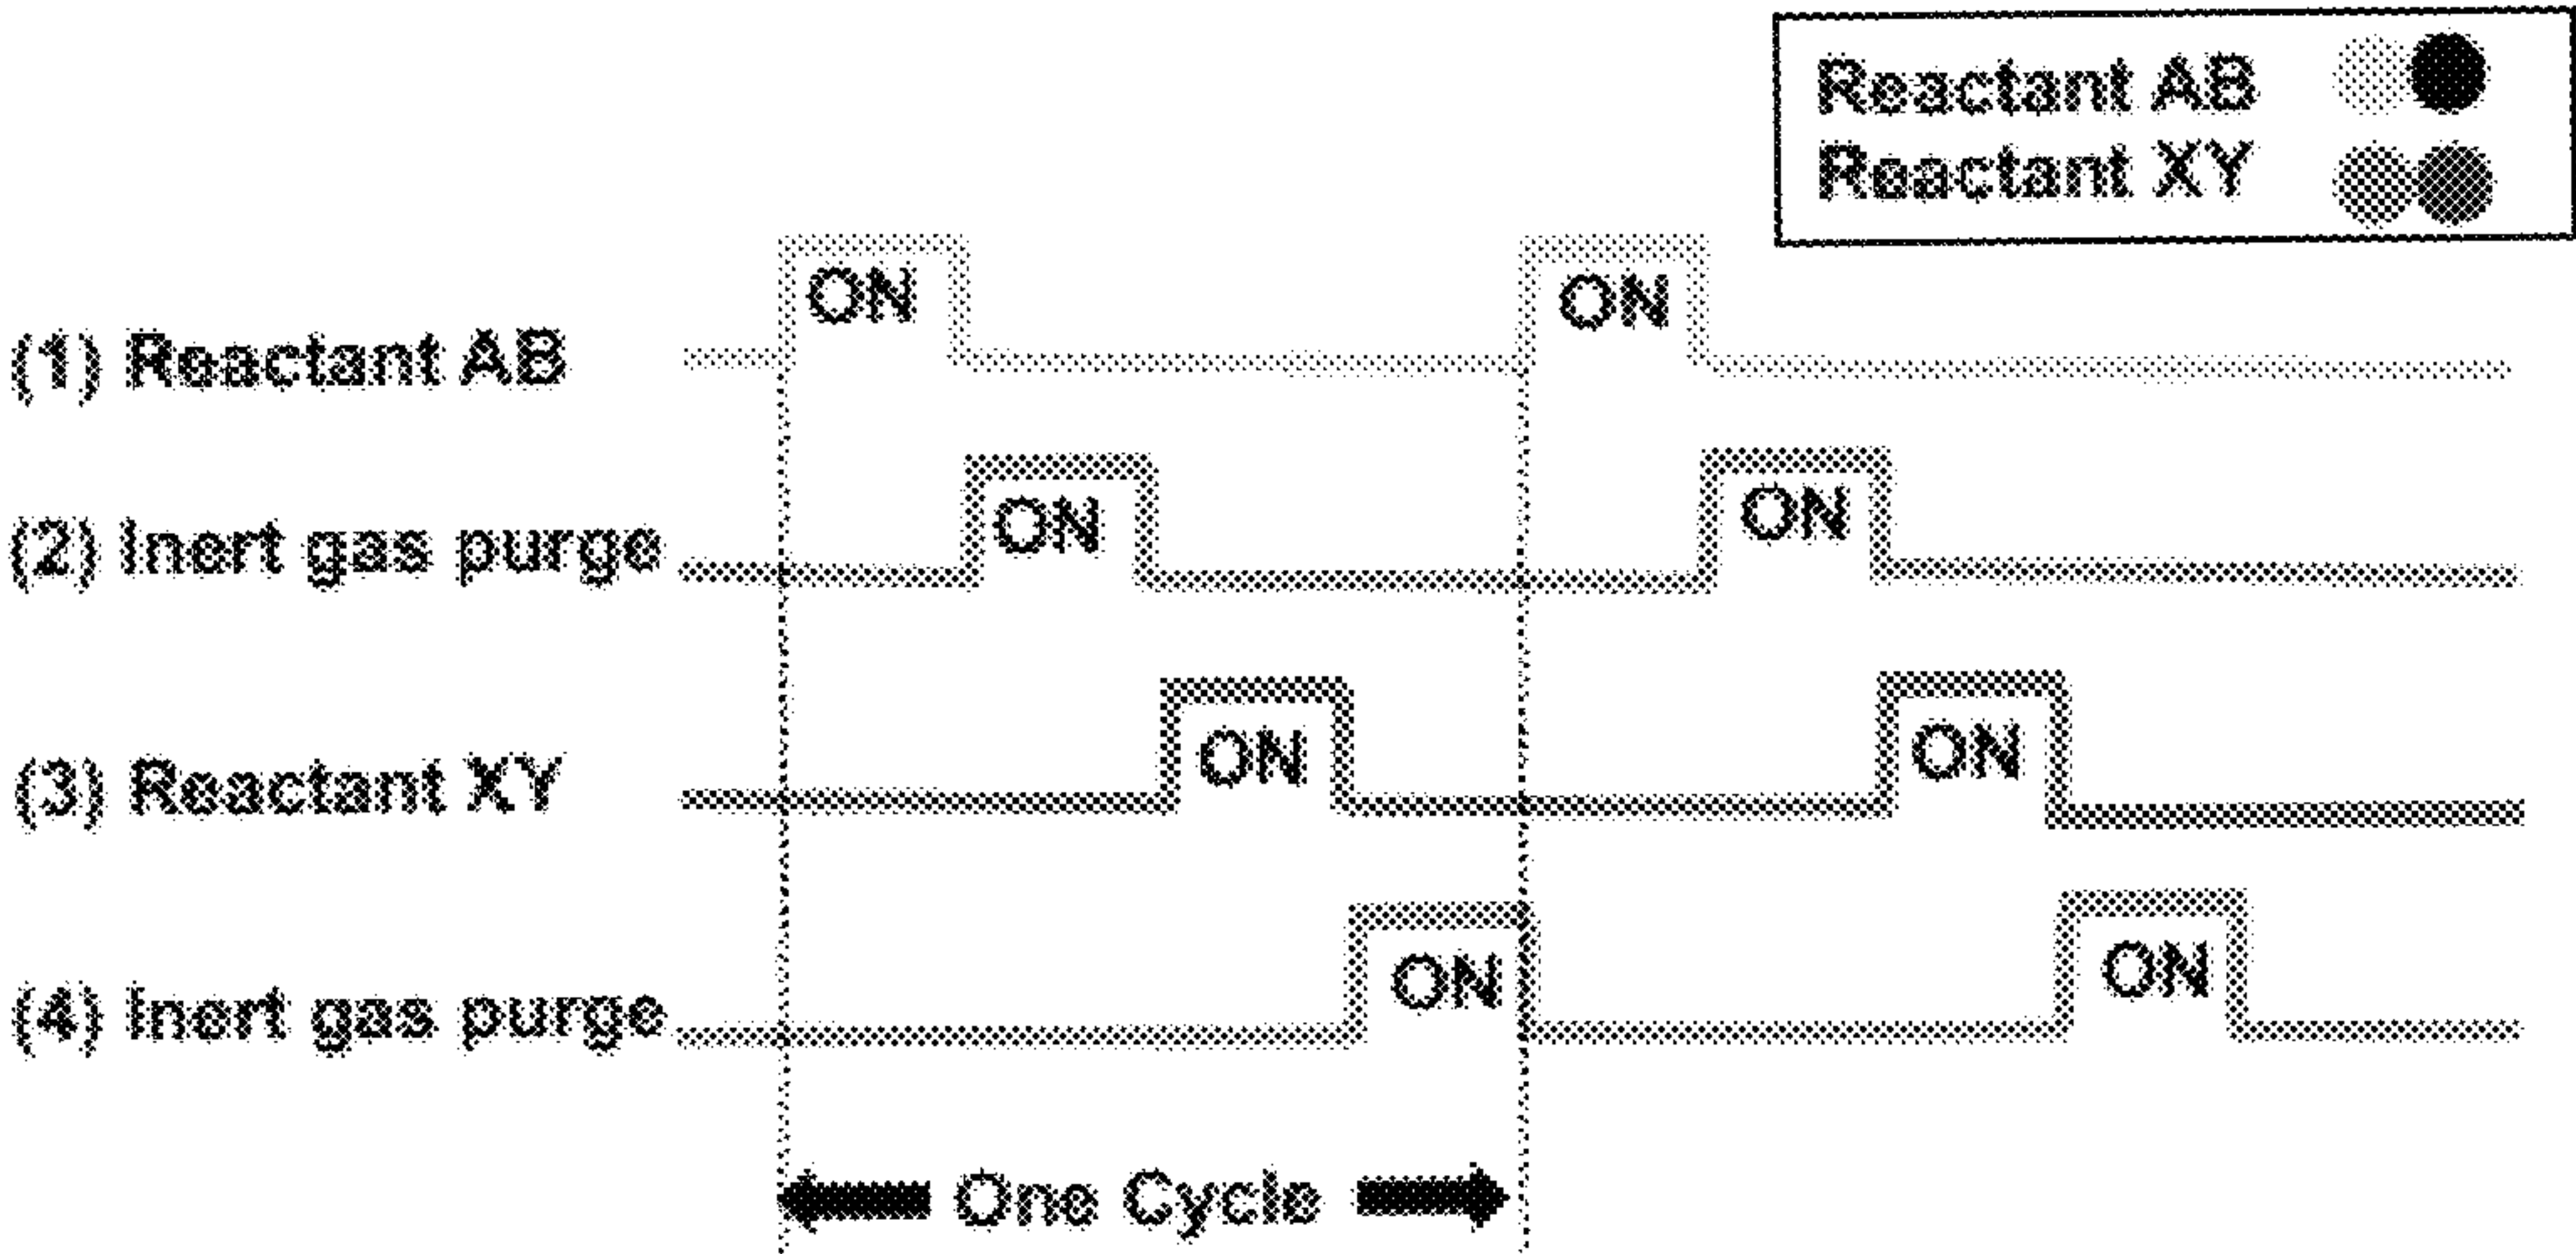 Reactant AB
Reactant XY
ON ON
(1) Reactant AB
ON ON
(2) Inert gas purge
ON ON
(3) Reactant XY
ON ON
(4) Inert gas purge
One Cycle